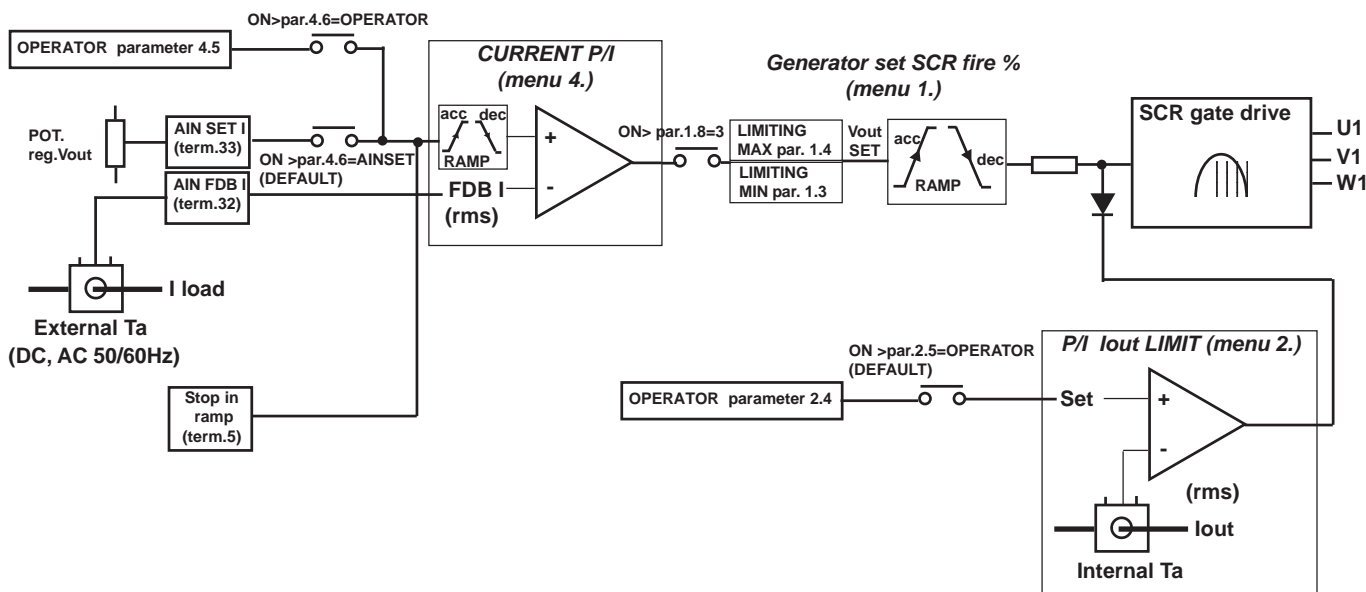 ON>par.4.6=OPERATOR
OPERATOR parameter 4.5
CURRENT P/I
(menu 4.)
Generator set SCR fire %
(menu 1.)
POT.
reg.Vout
AIN SET I
(term.33)
ON >par.4.6=AINSET
(DEFAULT)
AIN FDB I
(term.32)
acc
dec
RAMP
+
-
FDB I
(rms)
ON> par.1.8=3
LIMITING
MAX par. 1.4
LIMITING
MIN par. 1.3
Vout
SET
acc
dec
RAMP
SCR gate drive
U1
V1
W1
I load
External Ta
(DC, AC 50/60Hz)
Stop in
ramp
(term.5)
ON >par.2.5=OPERATOR
(DEFAULT)
OPERATOR parameter 2.4
P/I Iout LIMIT (menu 2.)
Set
+
-
(rms)
Iout
Internal Ta